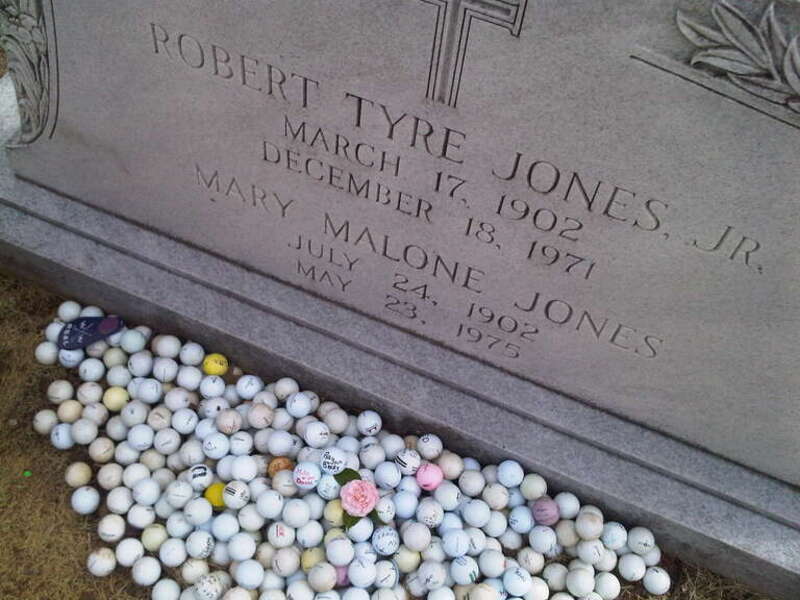 ROBERT TYRE JONES, JR.
MARCH 17, 1902
DECEMBER 18, 1971
MARY MALONE JONES
JULY 24, 1902
MAY 23, 1975